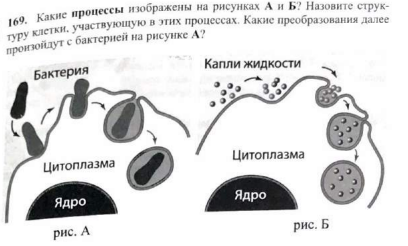 169. Какие процессы изображены на рисунках А и Б? Назовите струк-
туру клетки, участвующую в этих процессах. Какие преобразования далее
произойдут с бактерией на рисунке А?
Бактерия
Цитоплазма
Ядро
рис. А
Капли жидкости
Цитоплазма
Ядро
рис. Б